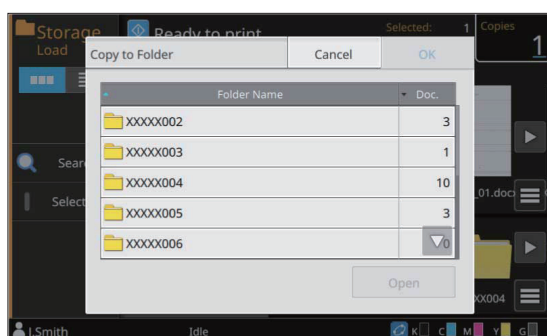 Storage
Load
Ready to print
Selected: 1
Copies
1
Copy to Folder
Cancel
OK
Folder Name
Doc.
XXXXX002 3
XXXXX003 1
XXXXX004 10
XXXXX005 3
XXXXX006 0
Open
Sear
Select
_01.doc
XX004
J.Smith
Idle
K C M Y G